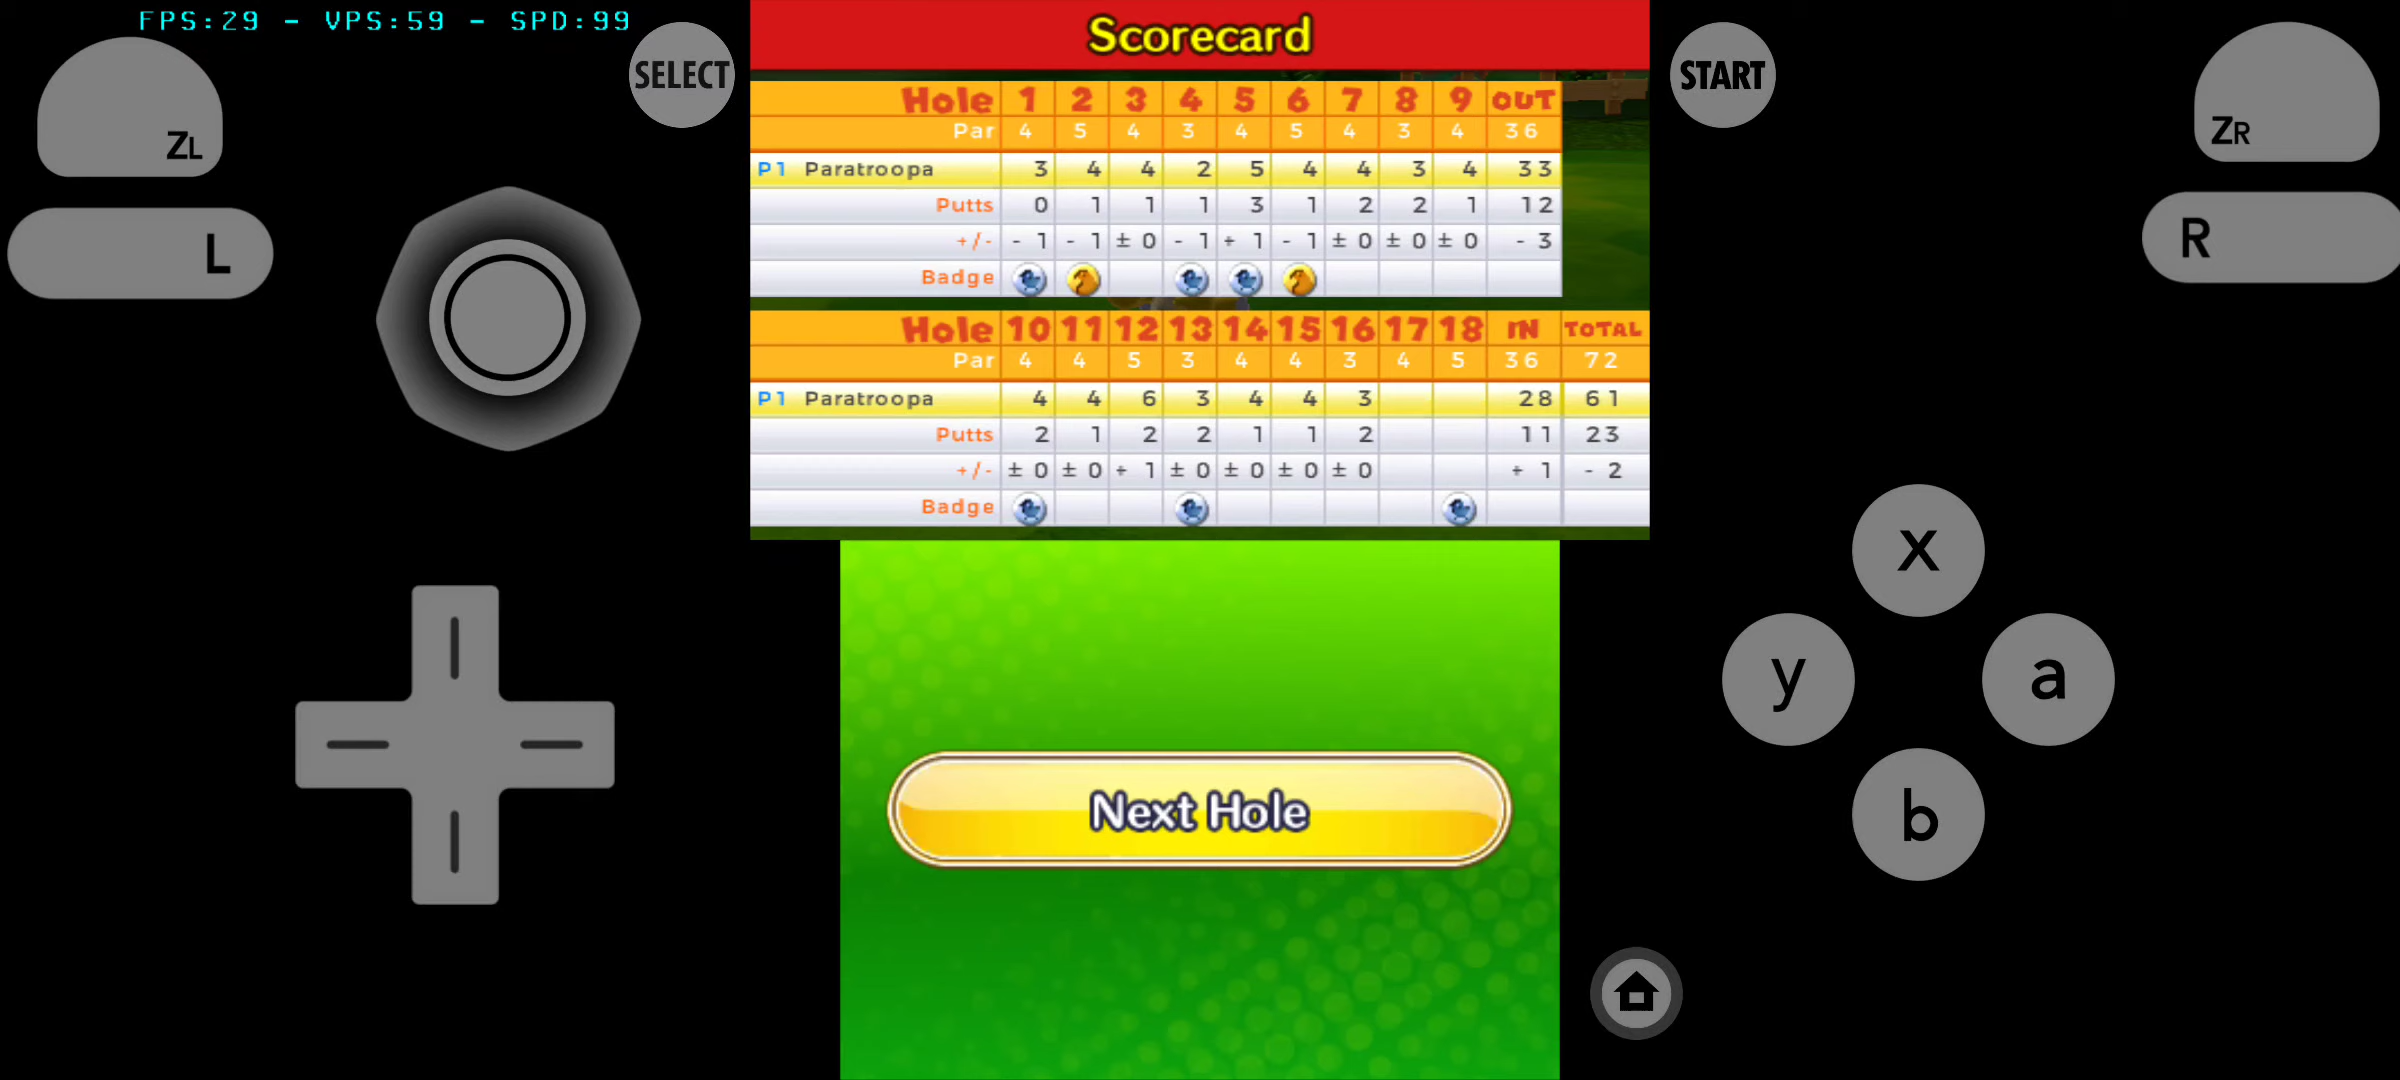 FPS:29 - VPS:59 - SPD:99
SELECT
START
ZL
ZR
L
R
Scorecard
Hole 1 2 3 4 5 6 7 8 9 OUT
Par 4 5 4 3 4 5 4 3 4 36
P1 Paratroopa 3 4 4 2 5 4 4 3 4 33
Putts 0 1 1 1 3 1 2 2 1 12
+/- - 1 - 1 ± 0 - 1 + 1 - 1 ± 0 ± 0 ± 0 - 3
Badge
Hole 10 11 12 13 14 15 16 17 18 IN TOTAL
Par 4 4 5 3 4 4 3 4 5 36 72
P1 Paratroopa 4 4 6 3 4 4 3 28 61
Putts 2 1 2 2 1 1 2 11 23
+/- ± 0 ± 0 + 1 ± 0 ± 0 ± 0 ± 0 + 1 - 2
Badge
Next Hole
x
y
a
b